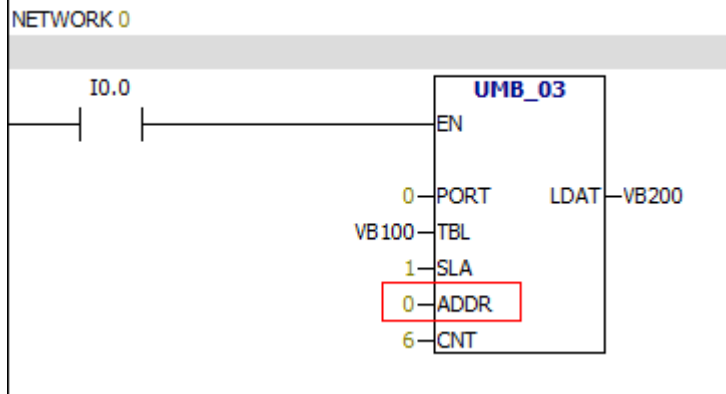 NETWORK 0
I0.0
UMB_03
EN
0 PORT LDAT VB200
VB100 TBL
1 SLA
0 ADDR
6 CNT